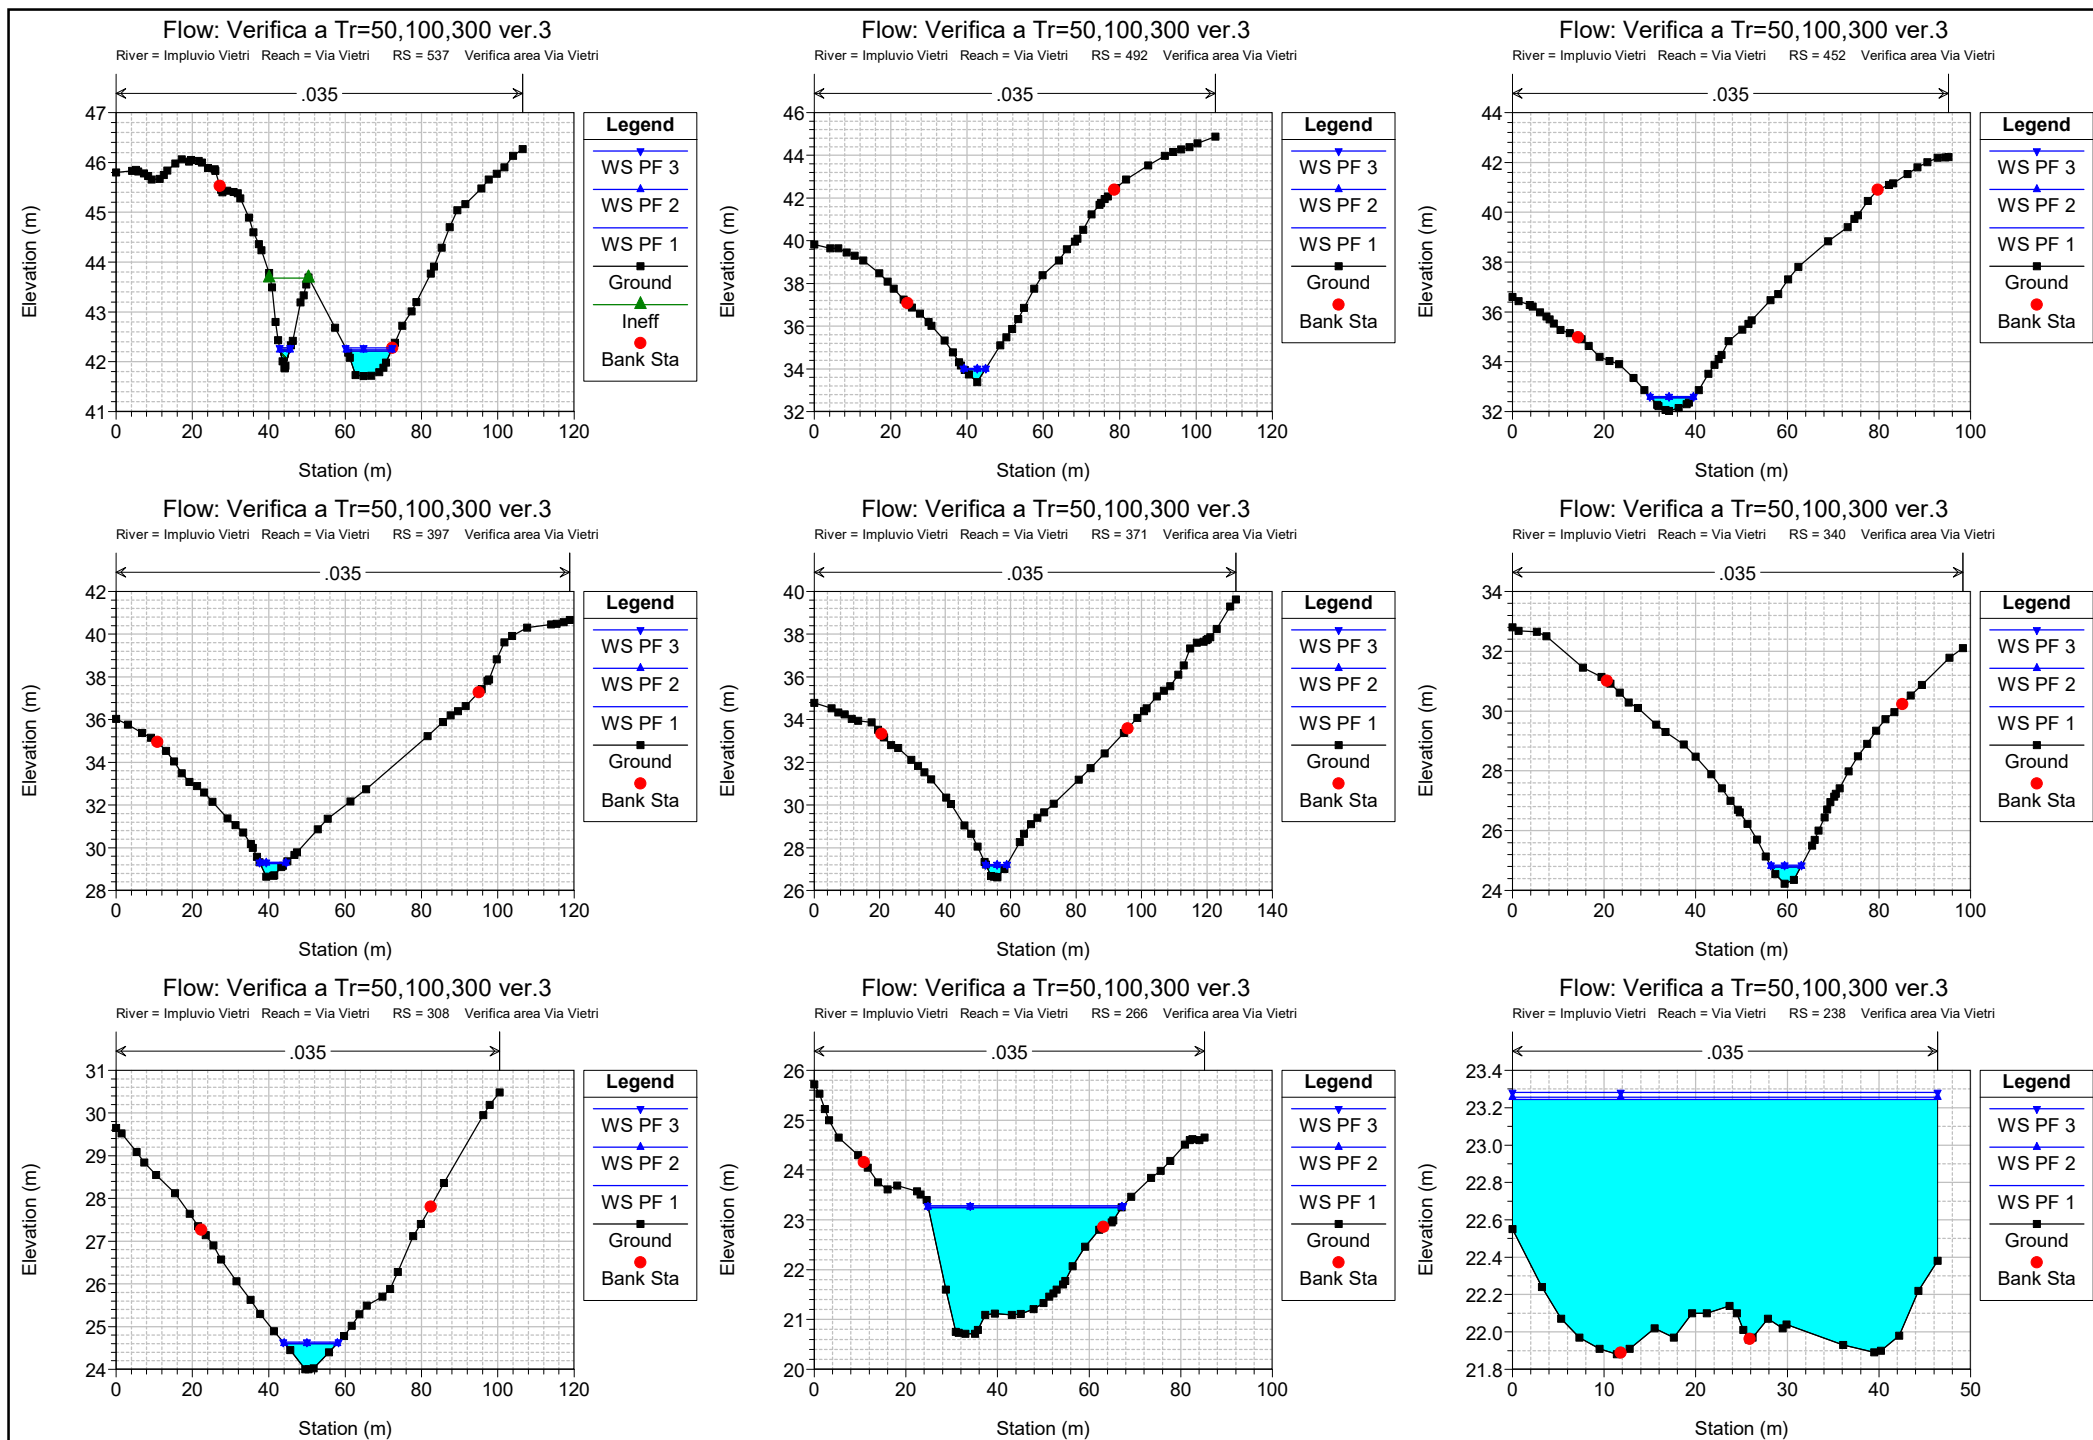 Flow: Verifica a Tr=50,100,300 ver.3
River = Impluvio Vietri Reach = Via Vietri RS = 537 Verifica area Via Vietri
.035
Elevation (m)
47
46
45
44
43
42
41
0 20 40 60 80 100 120
Station (m)
Legend
WS PF 3
WS PF 2
WS PF 1
Ground
Ineff
Bank Sta
Flow: Verifica a Tr=50,100,300 ver.3
River = Impluvio Vietri Reach = Via Vietri RS = 492 Verifica area Via Vietri
.035
Elevation (m)
46
44
42
40
38
36
34
32
0 20 40 60 80 100 120
Station (m)
Legend
WS PF 3
WS PF 2
WS PF 1
Ground
Bank Sta
Flow: Verifica a Tr=50,100,300 ver.3
River = Impluvio Vietri Reach = Via Vietri RS = 452 Verifica area Via Vietri
.035
Elevation (m)
44
42
40
38
36
34
32
0 20 40 60 80 100
Station (m)
Legend
WS PF 3
WS PF 2
WS PF 1
Ground
Bank Sta
Flow: Verifica a Tr=50,100,300 ver.3
River = Impluvio Vietri Reach = Via Vietri RS = 397 Verifica area Via Vietri
.035
Elevation (m)
42
40
38
36
34
32
30
28
0 20 40 60 80 100 120
Station (m)
Legend
WS PF 3
WS PF 2
WS PF 1
Ground
Bank Sta
Flow: Verifica a Tr=50,100,300 ver.3
River = Impluvio Vietri Reach = Via Vietri RS = 371 Verifica area Via Vietri
.035
Elevation (m)
40
38
36
34
32
30
28
26
0 20 40 60 80 100 120 140
Station (m)
Legend
WS PF 3
WS PF 2
WS PF 1
Ground
Bank Sta
Flow: Verifica a Tr=50,100,300 ver.3
River = Impluvio Vietri Reach = Via Vietri RS = 340 Verifica area Via Vietri
.035
Elevation (m)
34
32
30
28
26
24
0 20 40 60 80 100
Station (m)
Legend
WS PF 3
WS PF 2
WS PF 1
Ground
Bank Sta
Flow: Verifica a Tr=50,100,300 ver.3
River = Impluvio Vietri Reach = Via Vietri RS = 308 Verifica area Via Vietri
.035
Elevation (m)
31
30
29
28
27
26
25
24
0 20 40 60 80 100 120
Station (m)
Legend
WS PF 3
WS PF 2
WS PF 1
Ground
Bank Sta
Flow: Verifica a Tr=50,100,300 ver.3
River = Impluvio Vietri Reach = Via Vietri RS = 266 Verifica area Via Vietri
.035
Elevation (m)
26
25
24
23
22
21
20
0 20 40 60 80 100
Station (m)
Legend
WS PF 3
WS PF 2
WS PF 1
Ground
Bank Sta
Flow: Verifica a Tr=50,100,300 ver.3
River = Impluvio Vietri Reach = Via Vietri RS = 238 Verifica area Via Vietri
.035
Elevation (m)
23.4
23.2
23.0
22.8
22.6
22.4
22.2
22.0
21.8
0 10 20 30 40 50
Station (m)
Legend
WS PF 3
WS PF 2
WS PF 1
Ground
Bank Sta